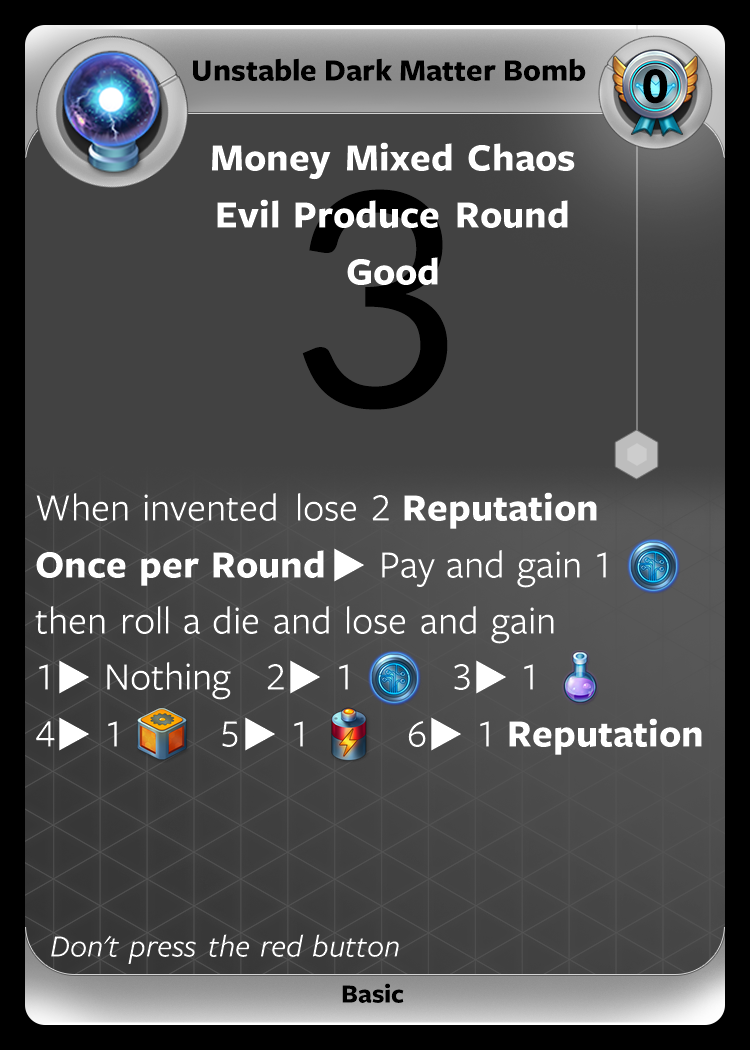 Unstable Dark Matter Bomb
0
Money Mixed Chaos
Evil Produce Round
Good
3
When invented lose 2 Reputation
Once per Round▶ Pay and gain 1
then roll a die and lose and gain
1▶ Nothing 2▶ 1 3▶ 1
4▶ 1 5▶ 1 6▶ 1 Reputation
Don't press the red button
Basic